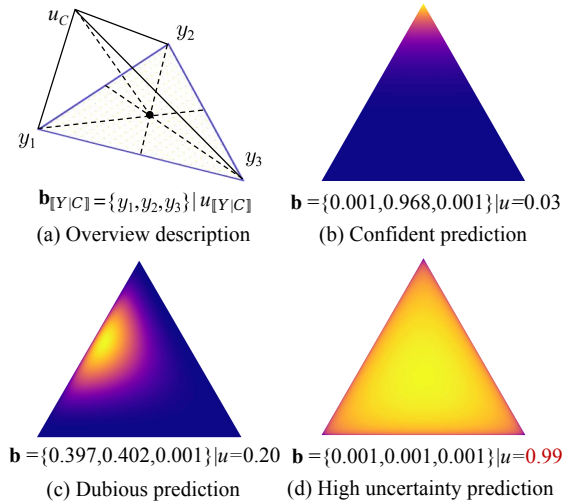 u_C
y_2
y_1
y_3
b_⟦Y|C⟧={y_1,y_2,y_3}|u_⟦Y|C⟧
(a) Overview description
b ={0.001,0.968,0.001}|u=0.03
(b) Confident prediction
b ={0.397,0.402,0.001}|u=0.20
(c) Dubious prediction
b ={0.001,0.001,0.001}|u=0.99
(d) High uncertainty prediction